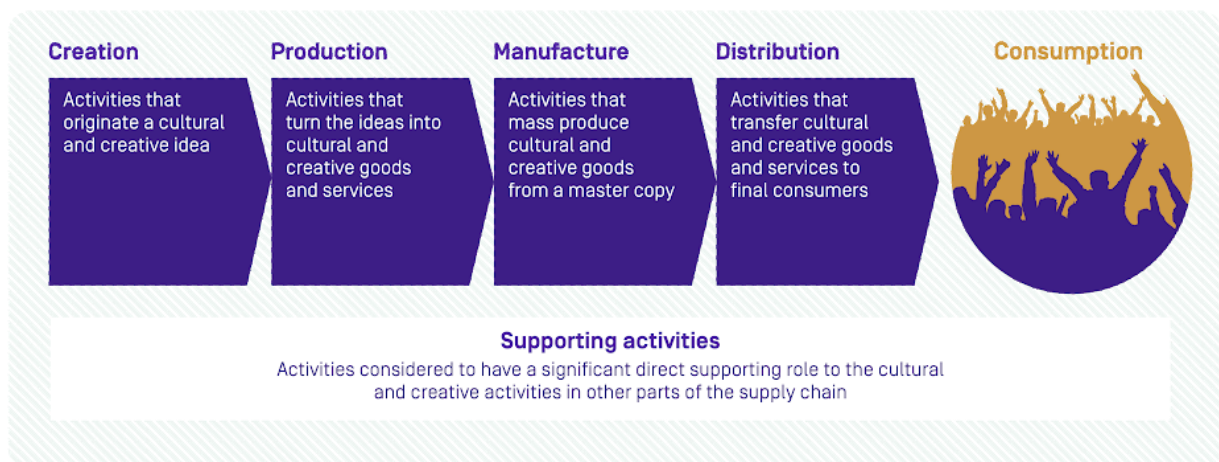 Creation
Activities that
originate a cultural
and creative idea
Production
Activities that
turn the ideas into
cultural and
creative goods
and services
Manufacture
Activities that
mass produce
cultural and
creative goods
from a master copy
Distribution
Activities that
transfer cultural
and creative goods
and services to
final consumers
Consumption
Supporting activities
Activities considered to have a significant direct supporting role to the cultural
and creative activities in other parts of the supply chain